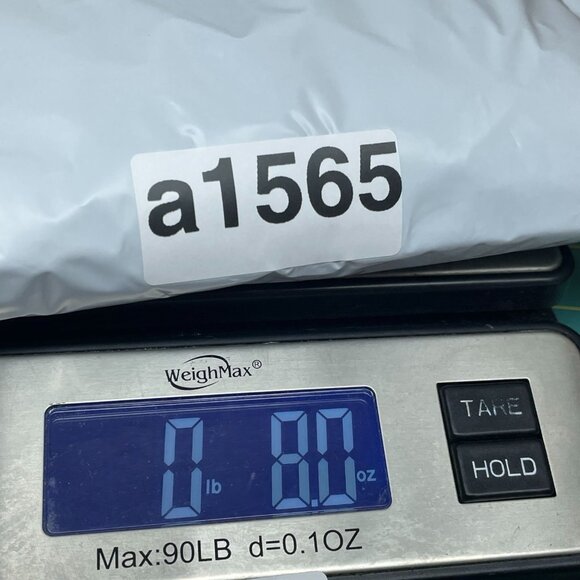 a1565
WeighMax®
TARE
0 lb 8.0 oz
HOLD
Max:90LB d=0.1OZ